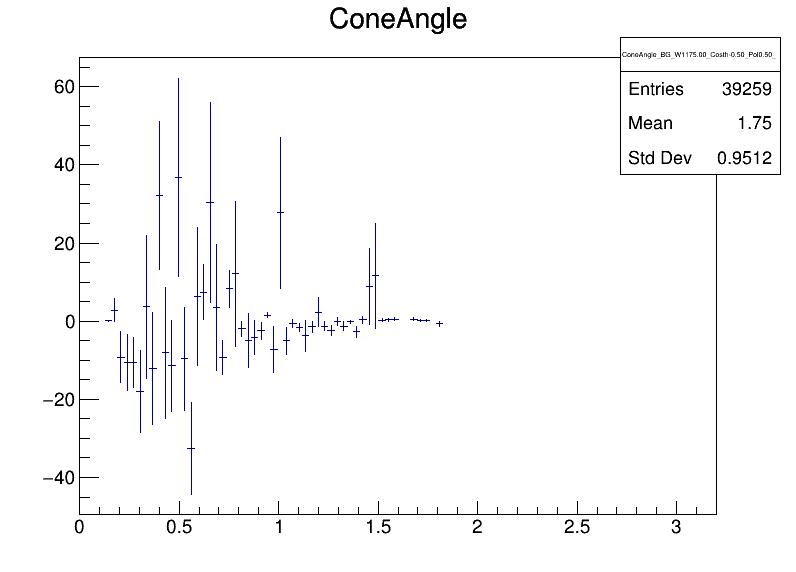 ConeAngle
ConeAngle_BG_W1175.00_Costh-0.50_Pol0.50_
Entries 39259
Mean 1.75
Std Dev 0.9512
60
40
20
0
−20
−40
0 0.5 1 1.5 2 2.5 3